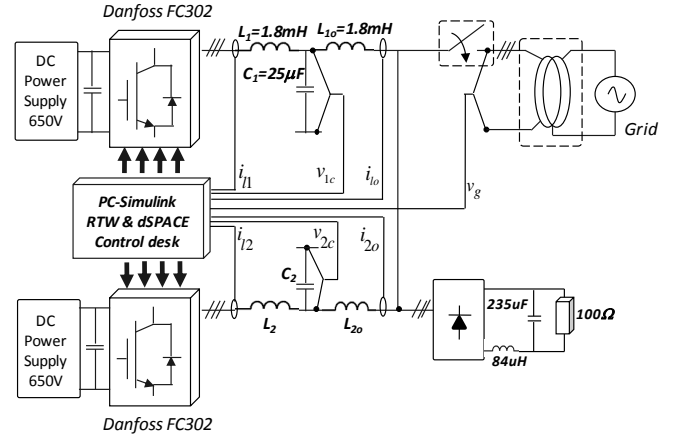 Danfoss FC302
L1=1.8mH
L1o=1.8mH
DC
Power
Supply
650V
C1=25µF
Grid
il1
v1c
ilo
vg
PC-Simulink
RTW & dSPACE
Control desk
il2
v2c
i2o
C2
L2
L2o
DC
Power
Supply
650V
235uF
100Ω
84uH
Danfoss FC302